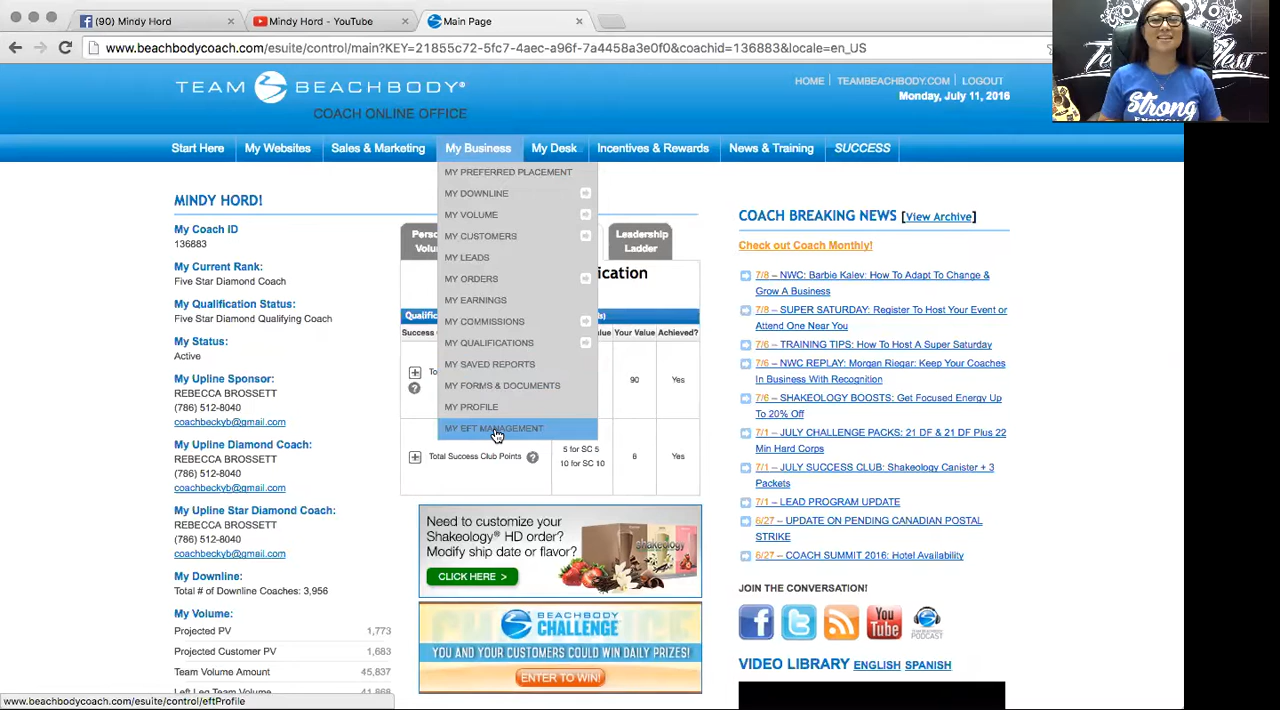 (90) Mindy Hord
Mindy Hord - YouTube
Main Page
www.beachbodycoach.com/esuite/control/main?KEY=21855c72-5fc7-4aec-a96f-7a4458a3e0f0&coachid=136883&locale=en_US
TEAM BEACHBODY®
COACH ONLINE OFFICE
HOME | TEAMBEACHBODY.COM | LOGOUT
Monday, July 11, 2016
Strong
Start Here
My Websites
Sales & Marketing
My Business
My Desk
Incentives & Rewards
News & Training
SUCCESS
MINDY HORD!
My Coach ID
136883
My Current Rank:
Five Star Diamond Coach
My Qualification Status:
Five Star Diamond Qualifying Coach
My Status:
Active
My Upline Sponsor:
REBECCA BROSSETT
(786) 512-8040
coachbeckyb@gmail.com
My Upline Diamond Coach:
REBECCA BROSSETT
(786) 512-8040
coachbeckyb@gmail.com
My Upline Star Diamond Coach:
REBECCA BROSSETT
(786) 512-8040
coachbeckyb@gmail.com
My Downline:
Total # of Downline Coaches: 3,956
My Volume:
Projected PV 1,773
Projected Customer PV 1,683
Team Volume Amount 45,837
Left Leg Team Volume 41,868
MY PREFERRED PLACEMENT
MY DOWNLINE
MY VOLUME
MY CUSTOMERS
MY LEADS
MY ORDERS
MY EARNINGS
MY COMMISSIONS
MY QUALIFICATIONS
MY SAVED REPORTS
MY FORMS & DOCUMENTS
MY PROFILE
MY EFT MANAGEMENT
Leadership
Ladder
ification
Your Value
Achieved?
90
Yes
Total Success Club Points
5 for SC 5
10 for SC 10
6
Yes
Need to customize your
Shakeology® HD order?
Modify ship date or flavor?
CLICK HERE >
shakeology
BEACHBODY
CHALLENGE
YOU AND YOUR CUSTOMERS COULD WIN DAILY PRIZES!
ENTER TO WIN!
COACH BREAKING NEWS [View Archive]
Check out Coach Monthly!
7/8 – NWC: Barbie Kalev: How To Adapt To Change &
Grow A Business
7/8 – SUPER SATURDAY: Register To Host Your Event or
Attend One Near You
7/6 – TRAINING TIPS: How To Host A Super Saturday
7/6 – NWC REPLAY: Morgan Riegar: Keep Your Coaches
In Business With Recognition
7/6 – SHAKEOLOGY BOOSTS: Get Focused Energy Up
To 20% Off
7/1 – JULY CHALLENGE PACKS: 21 DF & 21 DF Plus 22
Min Hard Corps
7/1 – JULY SUCCESS CLUB: Shakeology Canister + 3
Packets
7/1 – LEAD PROGRAM UPDATE
6/27 – UPDATE ON PENDING CANADIAN POSTAL
STRIKE
6/27 – COACH SUMMIT 2016: Hotel Availability
JOIN THE CONVERSATION!
You
Tube
PODCAST
VIDEO LIBRARY ENGLISH SPANISH
www.beachbodycoach.com/esuite/control/eftProfile